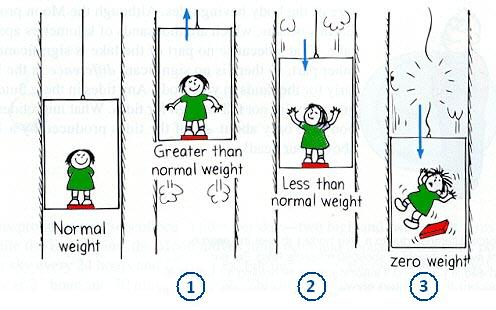 Normal
weight
Greater than
normal weight
Less than
normal weight
zero weight
1
2
3